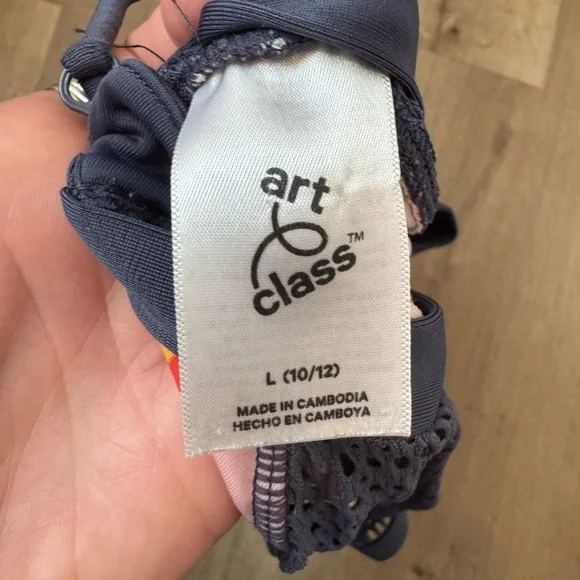 art
class™
L (10/12)
MADE IN CAMBODIA
HECHO EN CAMBOYA